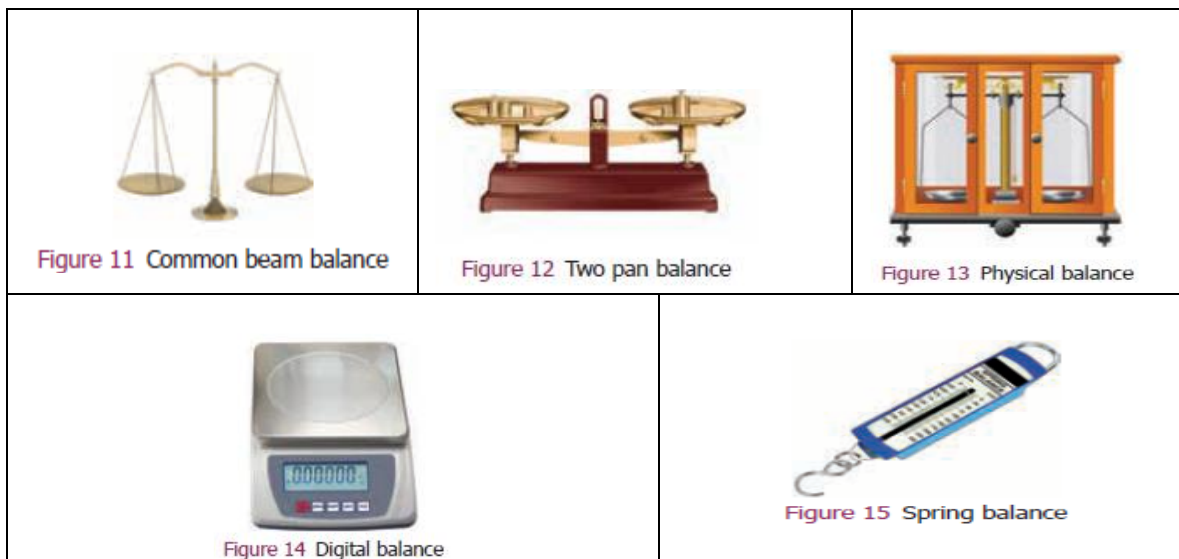 Figure 11 Common beam balance
Figure 12 Two pan balance
Figure 13 Physical balance
Figure 14 Digital balance
Figure 15 Spring balance